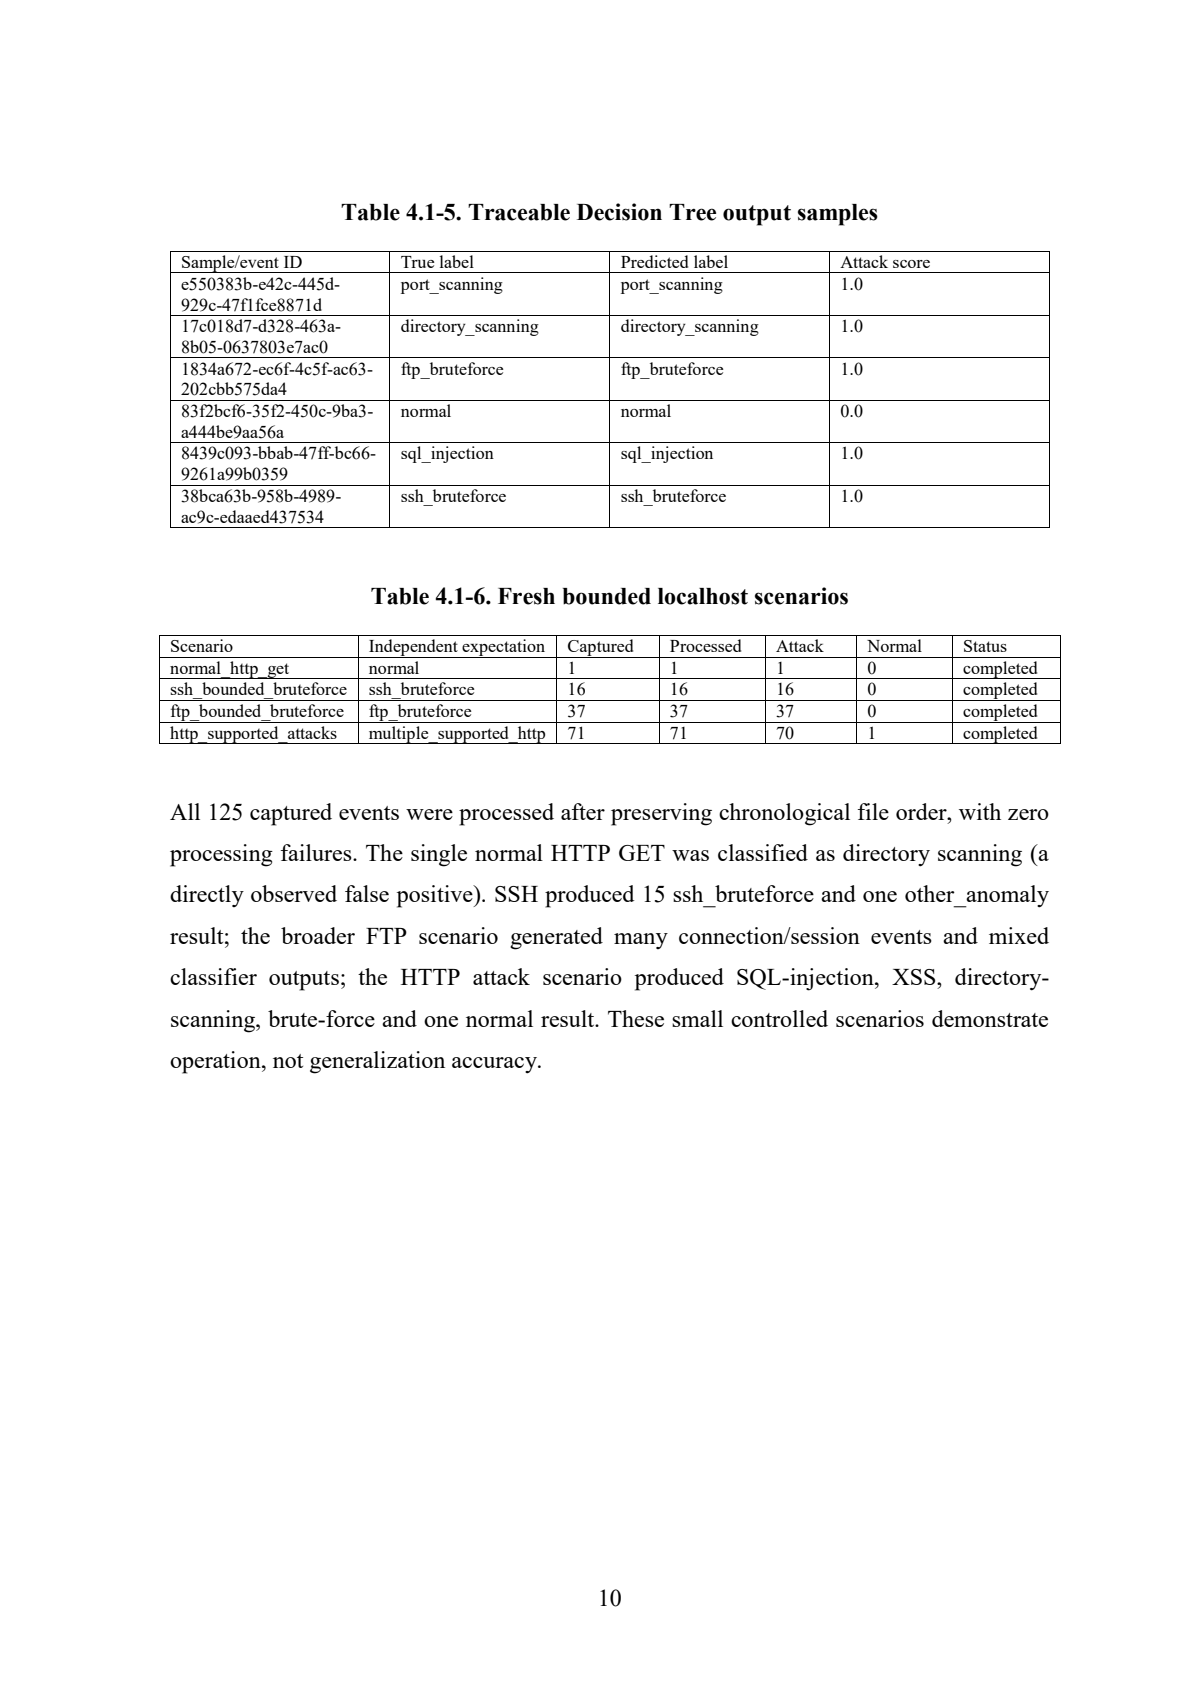 Table 4.1-5. Traceable Decision Tree output samples
Sample/event ID True label Predicted label Attack score
e550383b-e42c-445d-
929c-47f1fce8871d port_scanning port_scanning 1.0
17c018d7-d328-463a-
8b05-0637803e7ac0 directory_scanning directory_scanning 1.0
1834a672-ec6f-4c5f-ac63-
202cbb575da4 ftp_bruteforce ftp_bruteforce 1.0
83f2bcf6-35f2-450c-9ba3-
a444be9aa56a normal normal 0.0
8439c093-bbab-47ff-bc66-
9261a99b0359 sql_injection sql_injection 1.0
38bca63b-958b-4989-
ac9c-edaaed437534 ssh_bruteforce ssh_bruteforce 1.0
Table 4.1-6. Fresh bounded localhost scenarios
Scenario Independent expectation Captured Processed Attack Normal Status
normal_http_get normal 1 1 1 0 completed
ssh_bounded_bruteforce ssh_bruteforce 16 16 16 0 completed
ftp_bounded_bruteforce ftp_bruteforce 37 37 37 0 completed
http_supported_attacks multiple_supported_http 71 71 70 1 completed
All 125 captured events were processed after preserving chronological file order, with zero
processing failures. The single normal HTTP GET was classified as directory scanning (a
directly observed false positive). SSH produced 15 ssh_bruteforce and one other_anomaly
result; the broader FTP scenario generated many connection/session events and mixed
classifier outputs; the HTTP attack scenario produced SQL-injection, XSS, directory-
scanning, brute-force and one normal result. These small controlled scenarios demonstrate
operation, not generalization accuracy.
10